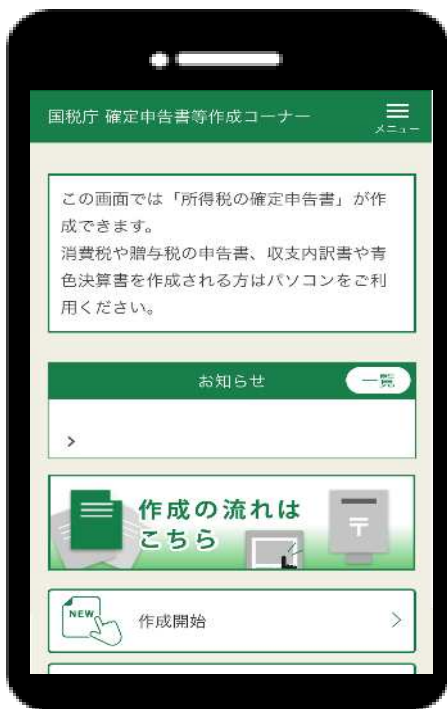 国税庁 確定申告書等作成コーナー
メニュー
この画面では「所得税の確定申告書」が作
成できます。
消費税や贈与税の申告書、収支内訳書や青
色決算書を作成される方はパソコンをご利
用ください。
お知らせ
一覧
>
作成の流れは
こちら
〒
NEW
作成開始
>